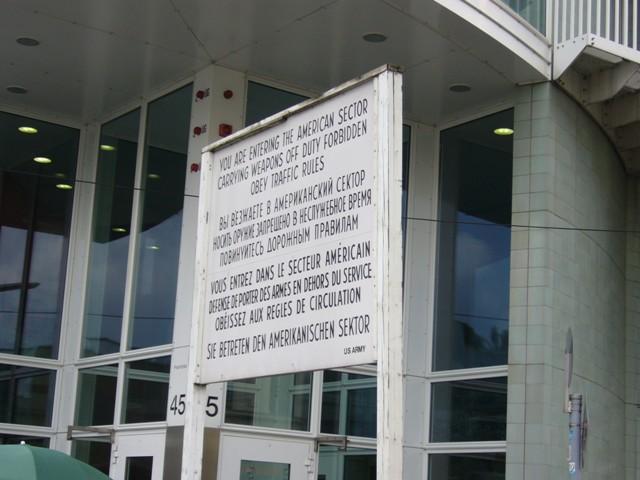 YOU ARE ENTERING THE AMERICAN SECTOR
CARRYING WEAPONS OFF DUTY FORBIDDEN
OBEY TRAFFIC RULES
ВЫ ВЕЗЖАЕТЕ В АМЕРИКАНСКИЙ СЕКТОР
НОСИТЬ ОРУЖИЕ ЗАПРЕЩЕНО В НЕСЛУЖЕБНОЕ ВРЕМЯ
ПОВИНУЙТЕСЬ ДОРОЖНЫМ ПРАВИЛАМ
VOUS ENTREZ DANS LE SECTEUR AMÉRICAIN
DÉFENSE DE PORTER DES ARMES EN DEHORS DU SERVICE
OBÉISSEZ AUX RÈGLES DE CIRCULATION
SIE BETRETEN DEN AMERIKANISCHEN SEKTOR
US ARMY
45
5